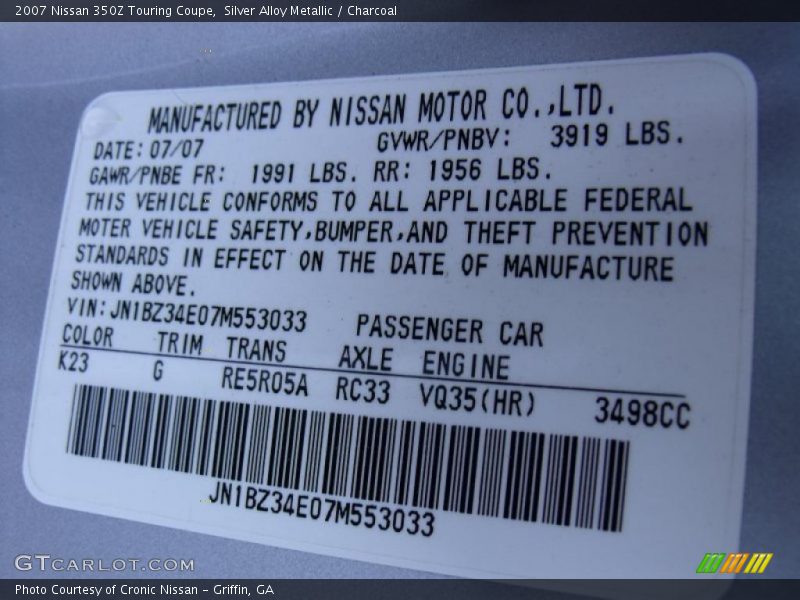 2007 Nissan 350Z Touring Coupe,  Silver Alloy Metallic / Charcoal
MANUFACTURED BY NISSAN MOTOR CO.,LTD.
DATE:07/07 GVWR/PNBV: 3919 LBS.
GAWR/PNBE FR: 1991 LBS. RR: 1956 LBS.
THIS VEHICLE CONFORMS TO ALL APPLICABLE FEDERAL
MOTER VEHICLE SAFETY,BUMPER,AND THEFT PREVENTION
STANDARDS IN EFFECT ON THE DATE OF MANUFACTURE
SHOWN ABOVE.
VIN:JN1BZ34E07M553033 PASSENGER CAR
COLOR TRIM TRANS AXLE ENGINE
K23 G RE5R05A RC33 VQ35(HR) 3498CC
JN1BZ34E07M553033
GTCARLOT.COM
Photo Courtesy of Cronic Nissan – Griffin, GA